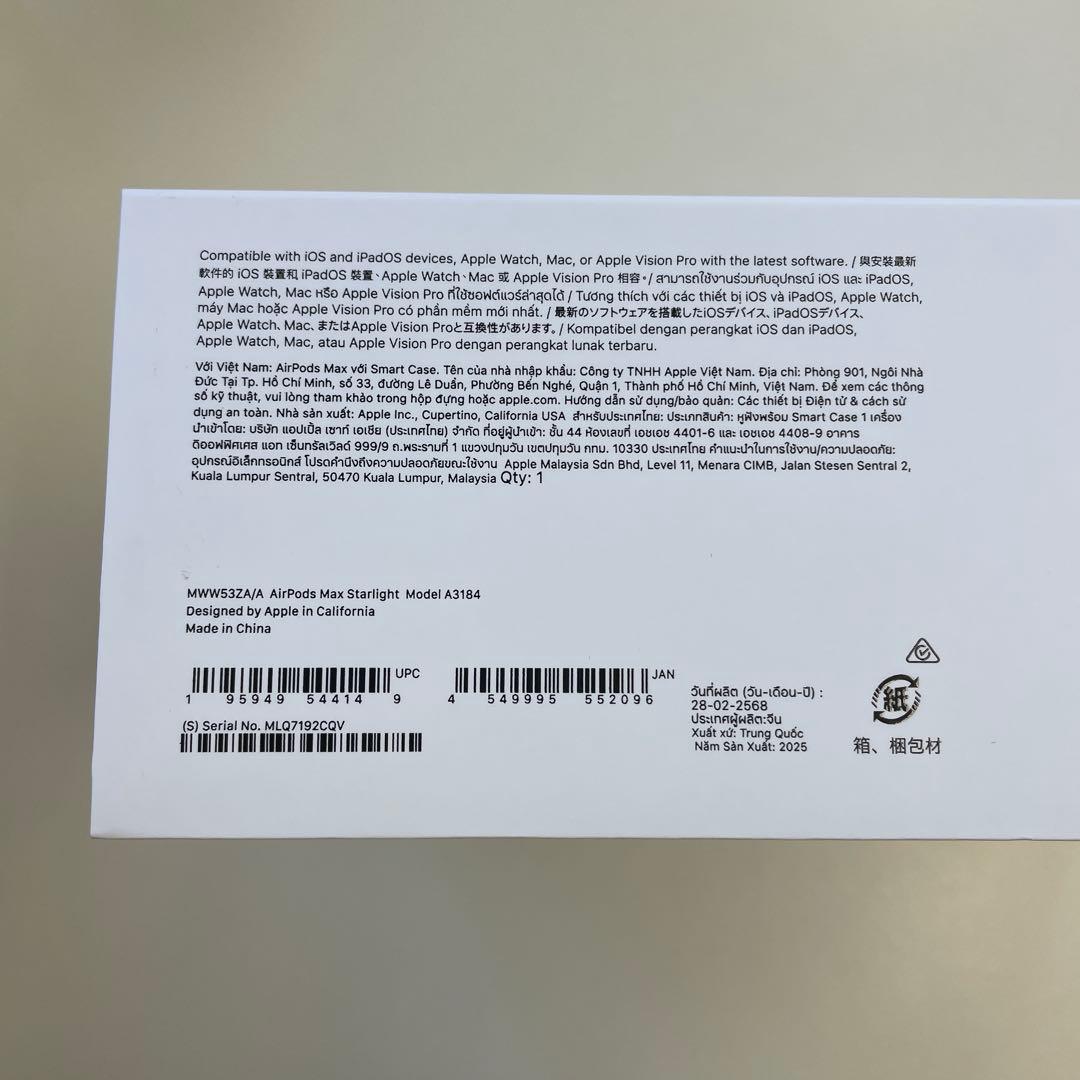 Compatible with iOS and iPadOS devices, Apple Watch, Mac, or Apple Vision Pro with the latest software. / 與安裝最新
軟件的 iOS 裝置和 iPadOS 裝置、Apple Watch、Mac 或 Apple Vision Pro 相容。/ สามารถใช้งานร่วมกับอุปกรณ์ iOS และ iPadOS,
Apple Watch, Mac หรือ Apple Vision Pro ที่ใช้ซอฟต์แวร์ล่าสุดได้ / Tương thích với các thiết bị iOS và iPadOS, Apple Watch,
máy Mac hoặc Apple Vision Pro có phần mềm mới nhất. / 最新のソフトウェアを搭載したiOSデバイス、iPadOSデバイス、
Apple Watch、Mac、またはApple Vision Proと互換性があります。/ Kompatibel dengan perangkat iOS dan iPadOS,
Apple Watch, Mac, atau Apple Vision Pro dengan perangkat lunak terbaru.
Với Việt Nam: AirPods Max với Smart Case. Tên của nhà nhập khẩu: Công ty TNHH Apple Việt Nam. Địa chỉ: Phòng 901, Ngôi Nhà
Đức Tại Tp. Hồ Chí Minh, số 33, đường Lê Duẩn, Phường Bến Nghé, Quận 1, Thành phố Hồ Chí Minh, Việt Nam. Để xem các thông
số kỹ thuật, vui lòng tham khảo trong hộp đựng hoặc apple.com. Hướng dẫn sử dụng/bảo quản: Các thiết bị Điện tử & cách sử
dụng an toàn. Nhà sản xuất: Apple Inc., Cupertino, California USA สำหรับประเทศไทย: ประเภทสินค้า: หูฟังพร้อม Smart Case 1 เครื่อง
นำเข้าโดย: บริษัท แอปเปิ้ล เซาท์ เอเชีย (ประเทศไทย) จำกัด ที่อยู่ผู้นำเข้า: ชั้น 44 ห้องเลขที่ เอชเอช 4401-6 และ เอชเอช 4408-9 อาคาร
ดิออฟฟิศเศส แอท เซ็นทรัลเวิลด์ 999/9 ถ.พระรามที่ 1 แขวงปทุมวัน เขตปทุมวัน กทม. 10330 ประเทศไทย คำแนะนำในการใช้งาน/ความปลอดภัย:
อุปกรณ์อิเล็กทรอนิกส์ โปรดคำนึงถึงความปลอดภัยขณะใช้งาน Apple Malaysia Sdn Bhd, Level 11, Menara CIMB, Jalan Stesen Sentral 2,
Kuala Lumpur Sentral, 50470 Kuala Lumpur, Malaysia Qty: 1
MWW53ZA/A AirPods Max Starlight Model A3184
Designed by Apple in California
Made in China
UPC
1 95949 54414 9
JAN
4 549995 552096
(S) Serial No. MLQ7192CQV
วันที่ผลิต (วัน-เดือน-ปี) :
28-02-2568
ประเทศผู้ผลิต:จีน
Xuất xứ: Trung Quốc
Năm Sản Xuất: 2025
紙
箱、梱包材